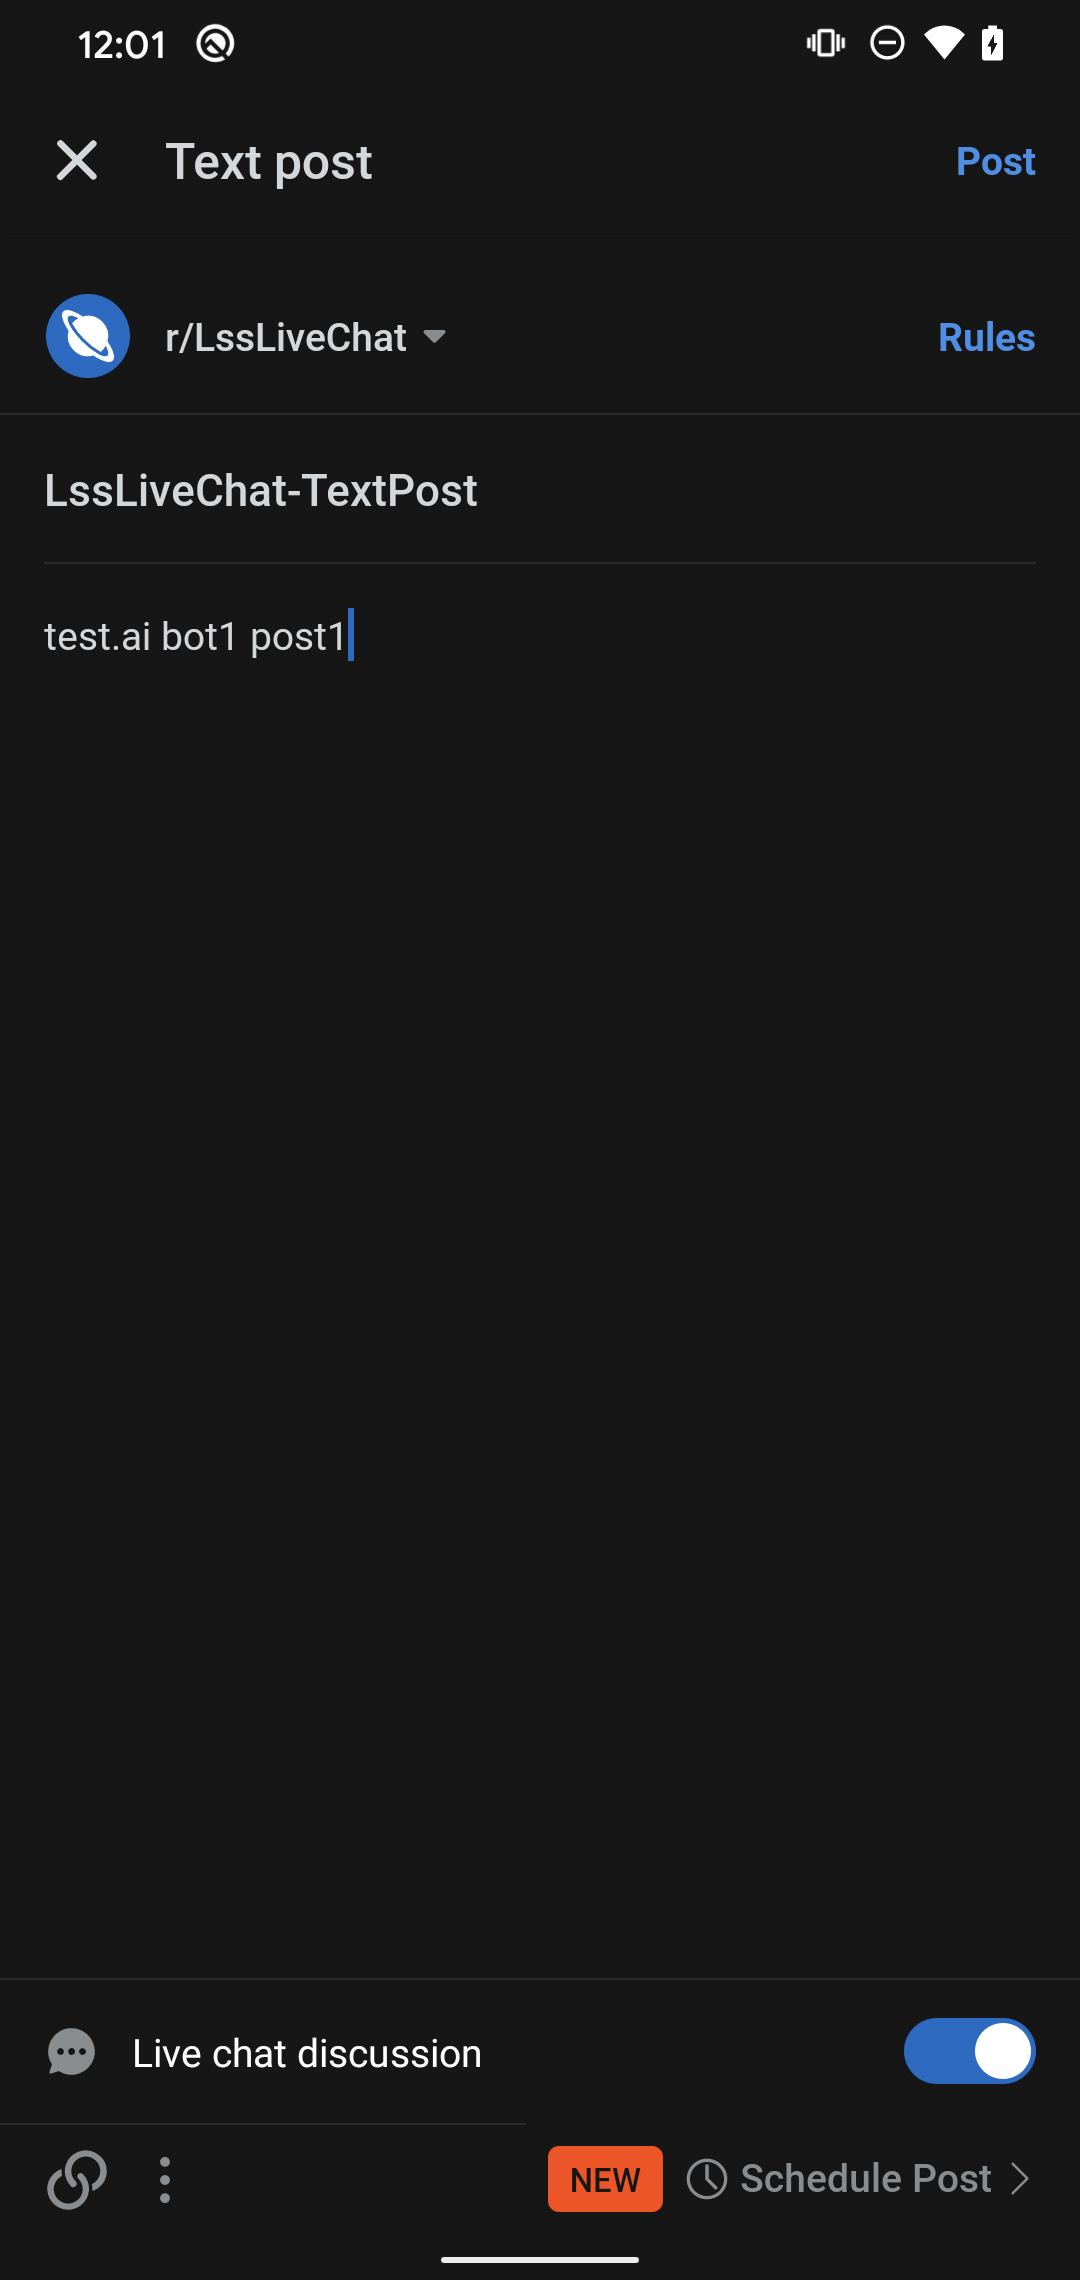 12:01
Text post
Post
r/LssLiveChat
Rules
LssLiveChat-TextPost
test.ai bot1 post1
Live chat discussion
NEW
Schedule Post